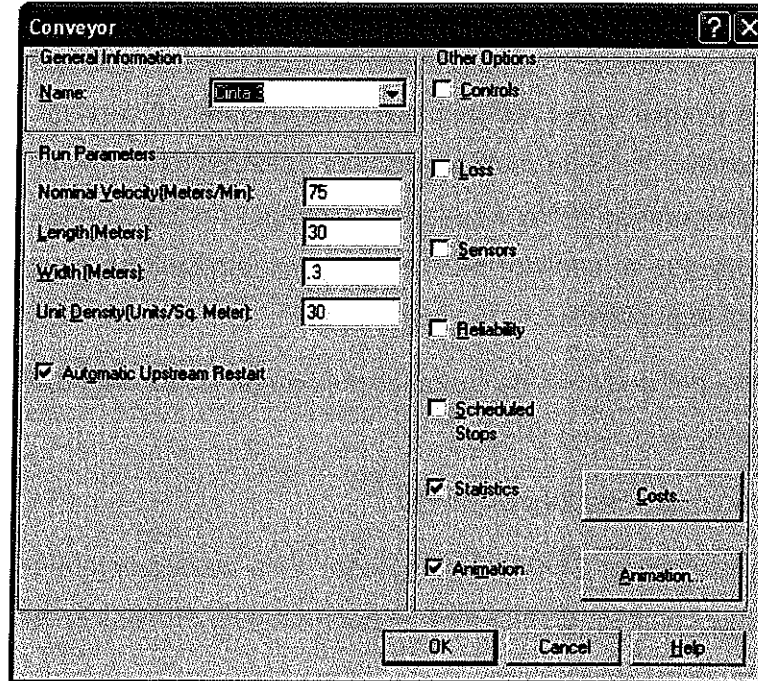 Conveyor
General Information
Name:
Cinta 3
Run Parameters
Nominal Velocity(Meters/Min):
75
Length(Meters):
30
Width(Meters):
.3
Unit Density(Units/Sq. Meter):
30
Automatic Upstream Restart
Other Options
Controls
Loss
Sensors
Reliability
Scheduled
Stops
Statistics
Costs...
Animation
Animation...
OK
Cancel
Help